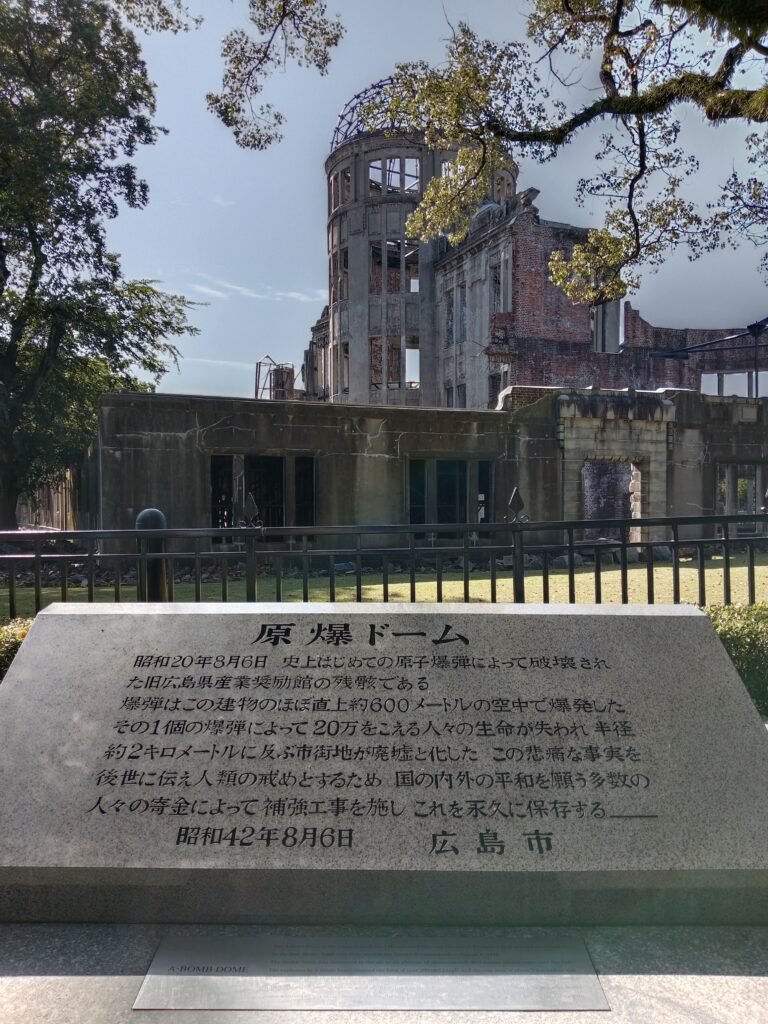 原爆ドーム
昭和20年8月6日 史上はじめての原子爆弾によって破壊され
た旧広島県産業奨励館の残骸である
爆弾はこの建物のほぼ直上約600メートルの空中で爆発した
その1個の爆弾によって20万をこえる人々の生命が失われ 半径
約2キロメートルに及ぶ市街地が廃墟と化した この悲痛な事実を
後世に伝え人類の戒めとするため 国の内外の平和を願う多数の
人々の寄金によって補強工事を施し これを永久に保存する
昭和42年8月6日 広島市
A-BOMB DOME